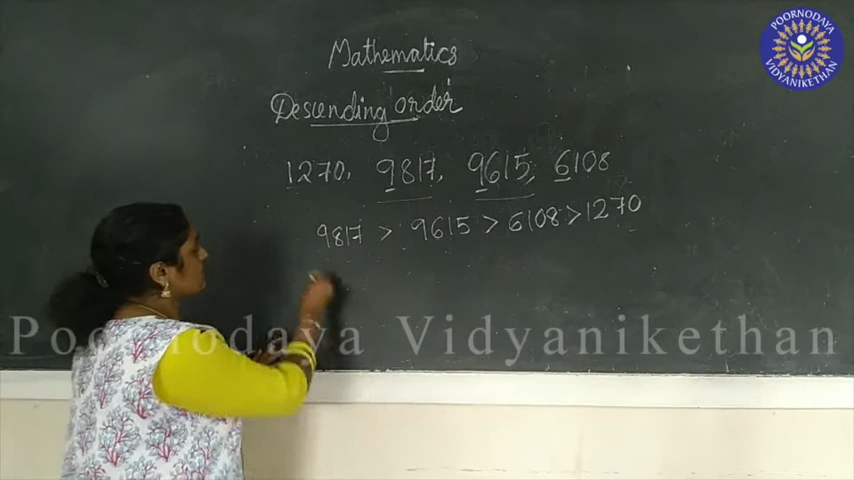 POORNODAYA
VIDYANIKETHAN
Mathematics
Descending order
1270, 9817, 9615, 6108
9817 > 9615 > 6108 > 1270
Poornodaya Vidyanikethan